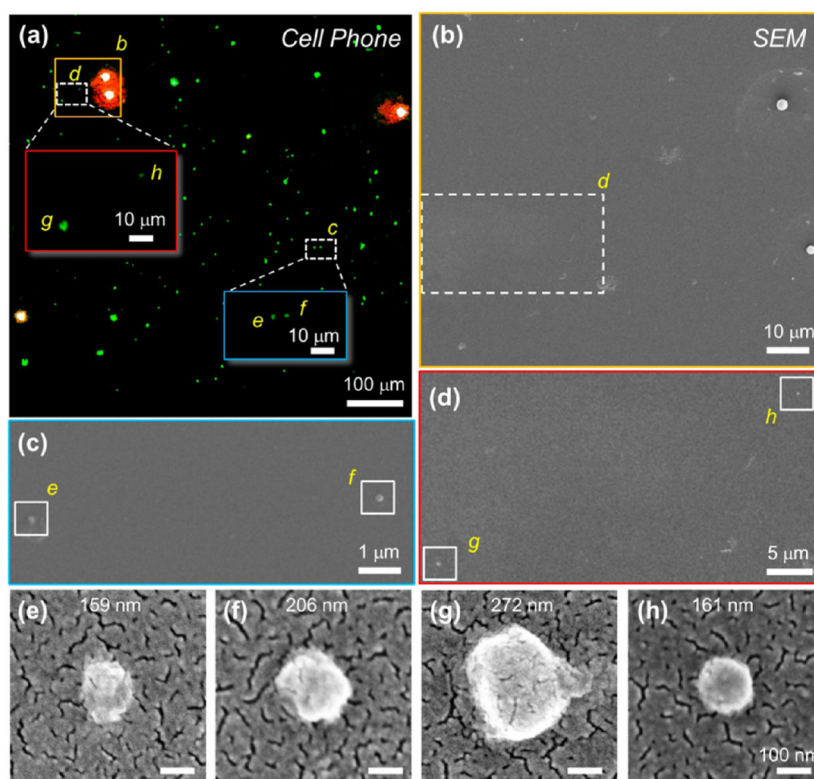 (a) Cell Phone
b
d
h
g
10 μm
c
e f
10 μm
100 μm
(b) SEM
d
10 μm
(c)
e
f
1 μm
(d)
h
g
5 μm
(e) 159 nm
(f) 206 nm
(g) 272 nm
(h) 161 nm
100 nm